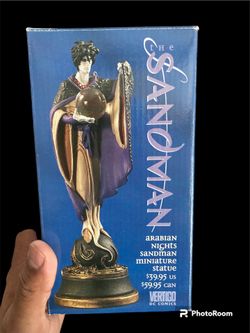 the
SANDMAN
ARABIAN
NIGHTS
SANDMAN
MINIATURE
STATUE
$39.95 US
$59.95 CAN
VERTIGO
DC COMICS
PhotoRoom